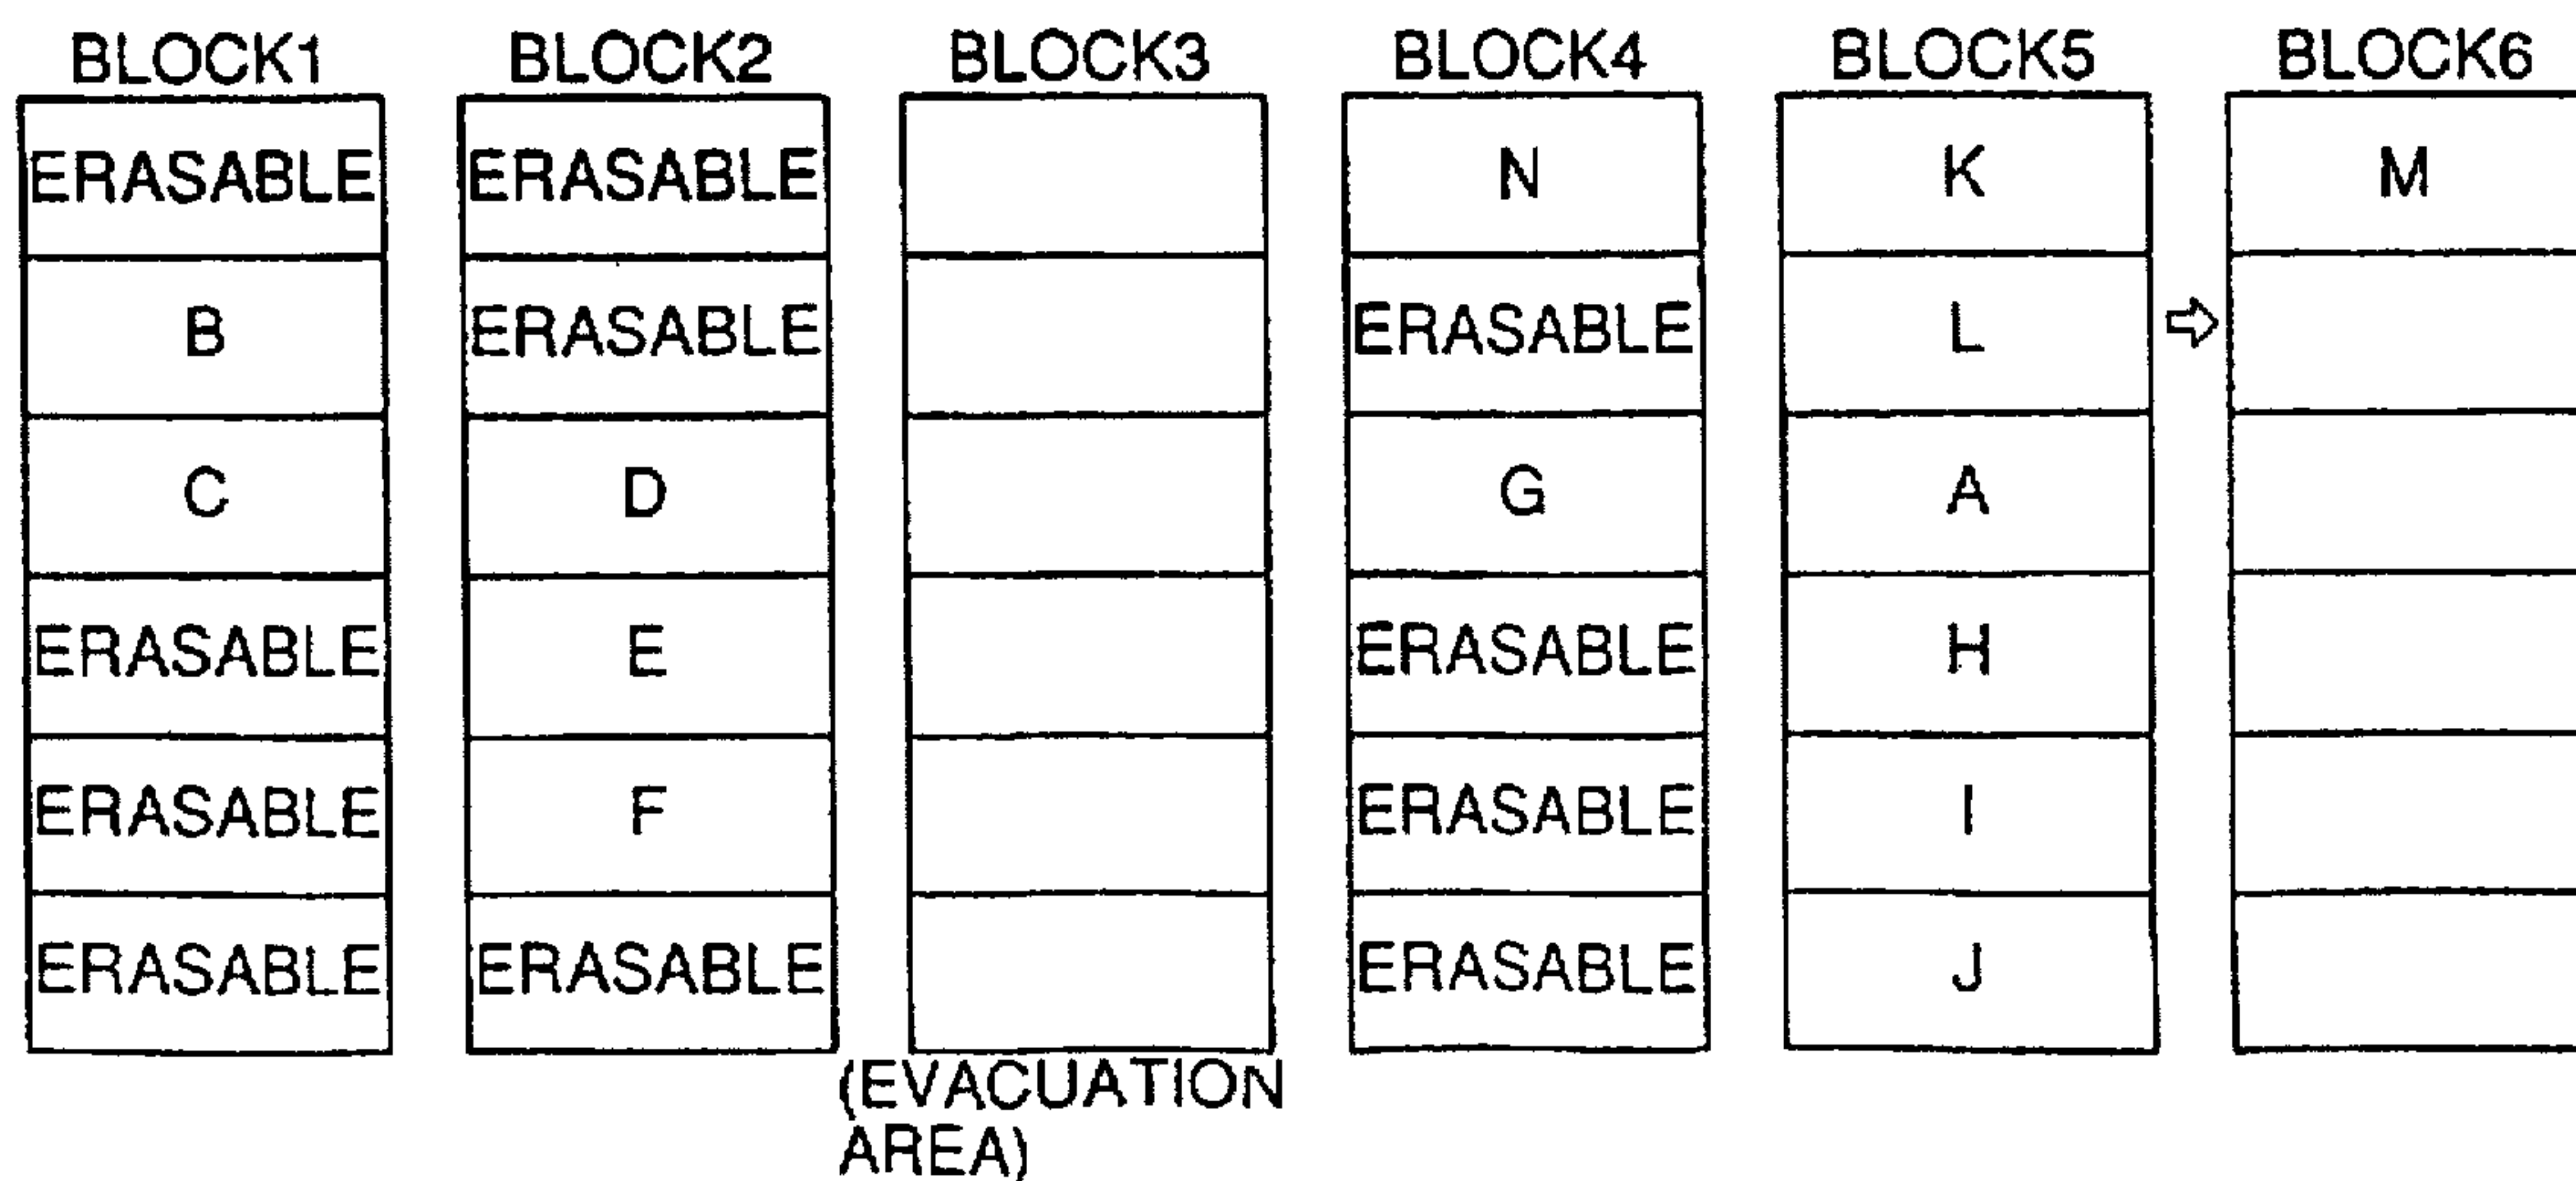 BLOCK1 BLOCK2 BLOCK3 BLOCK4 BLOCK5 BLOCK6
ERASABLE ERASABLE N K M
B ERASABLE ERASABLE L
C D G A
ERASABLE E ERASABLE H
ERASABLE F ERASABLE I
ERASABLE ERASABLE ERASABLE J
(EVACUATION
AREA)